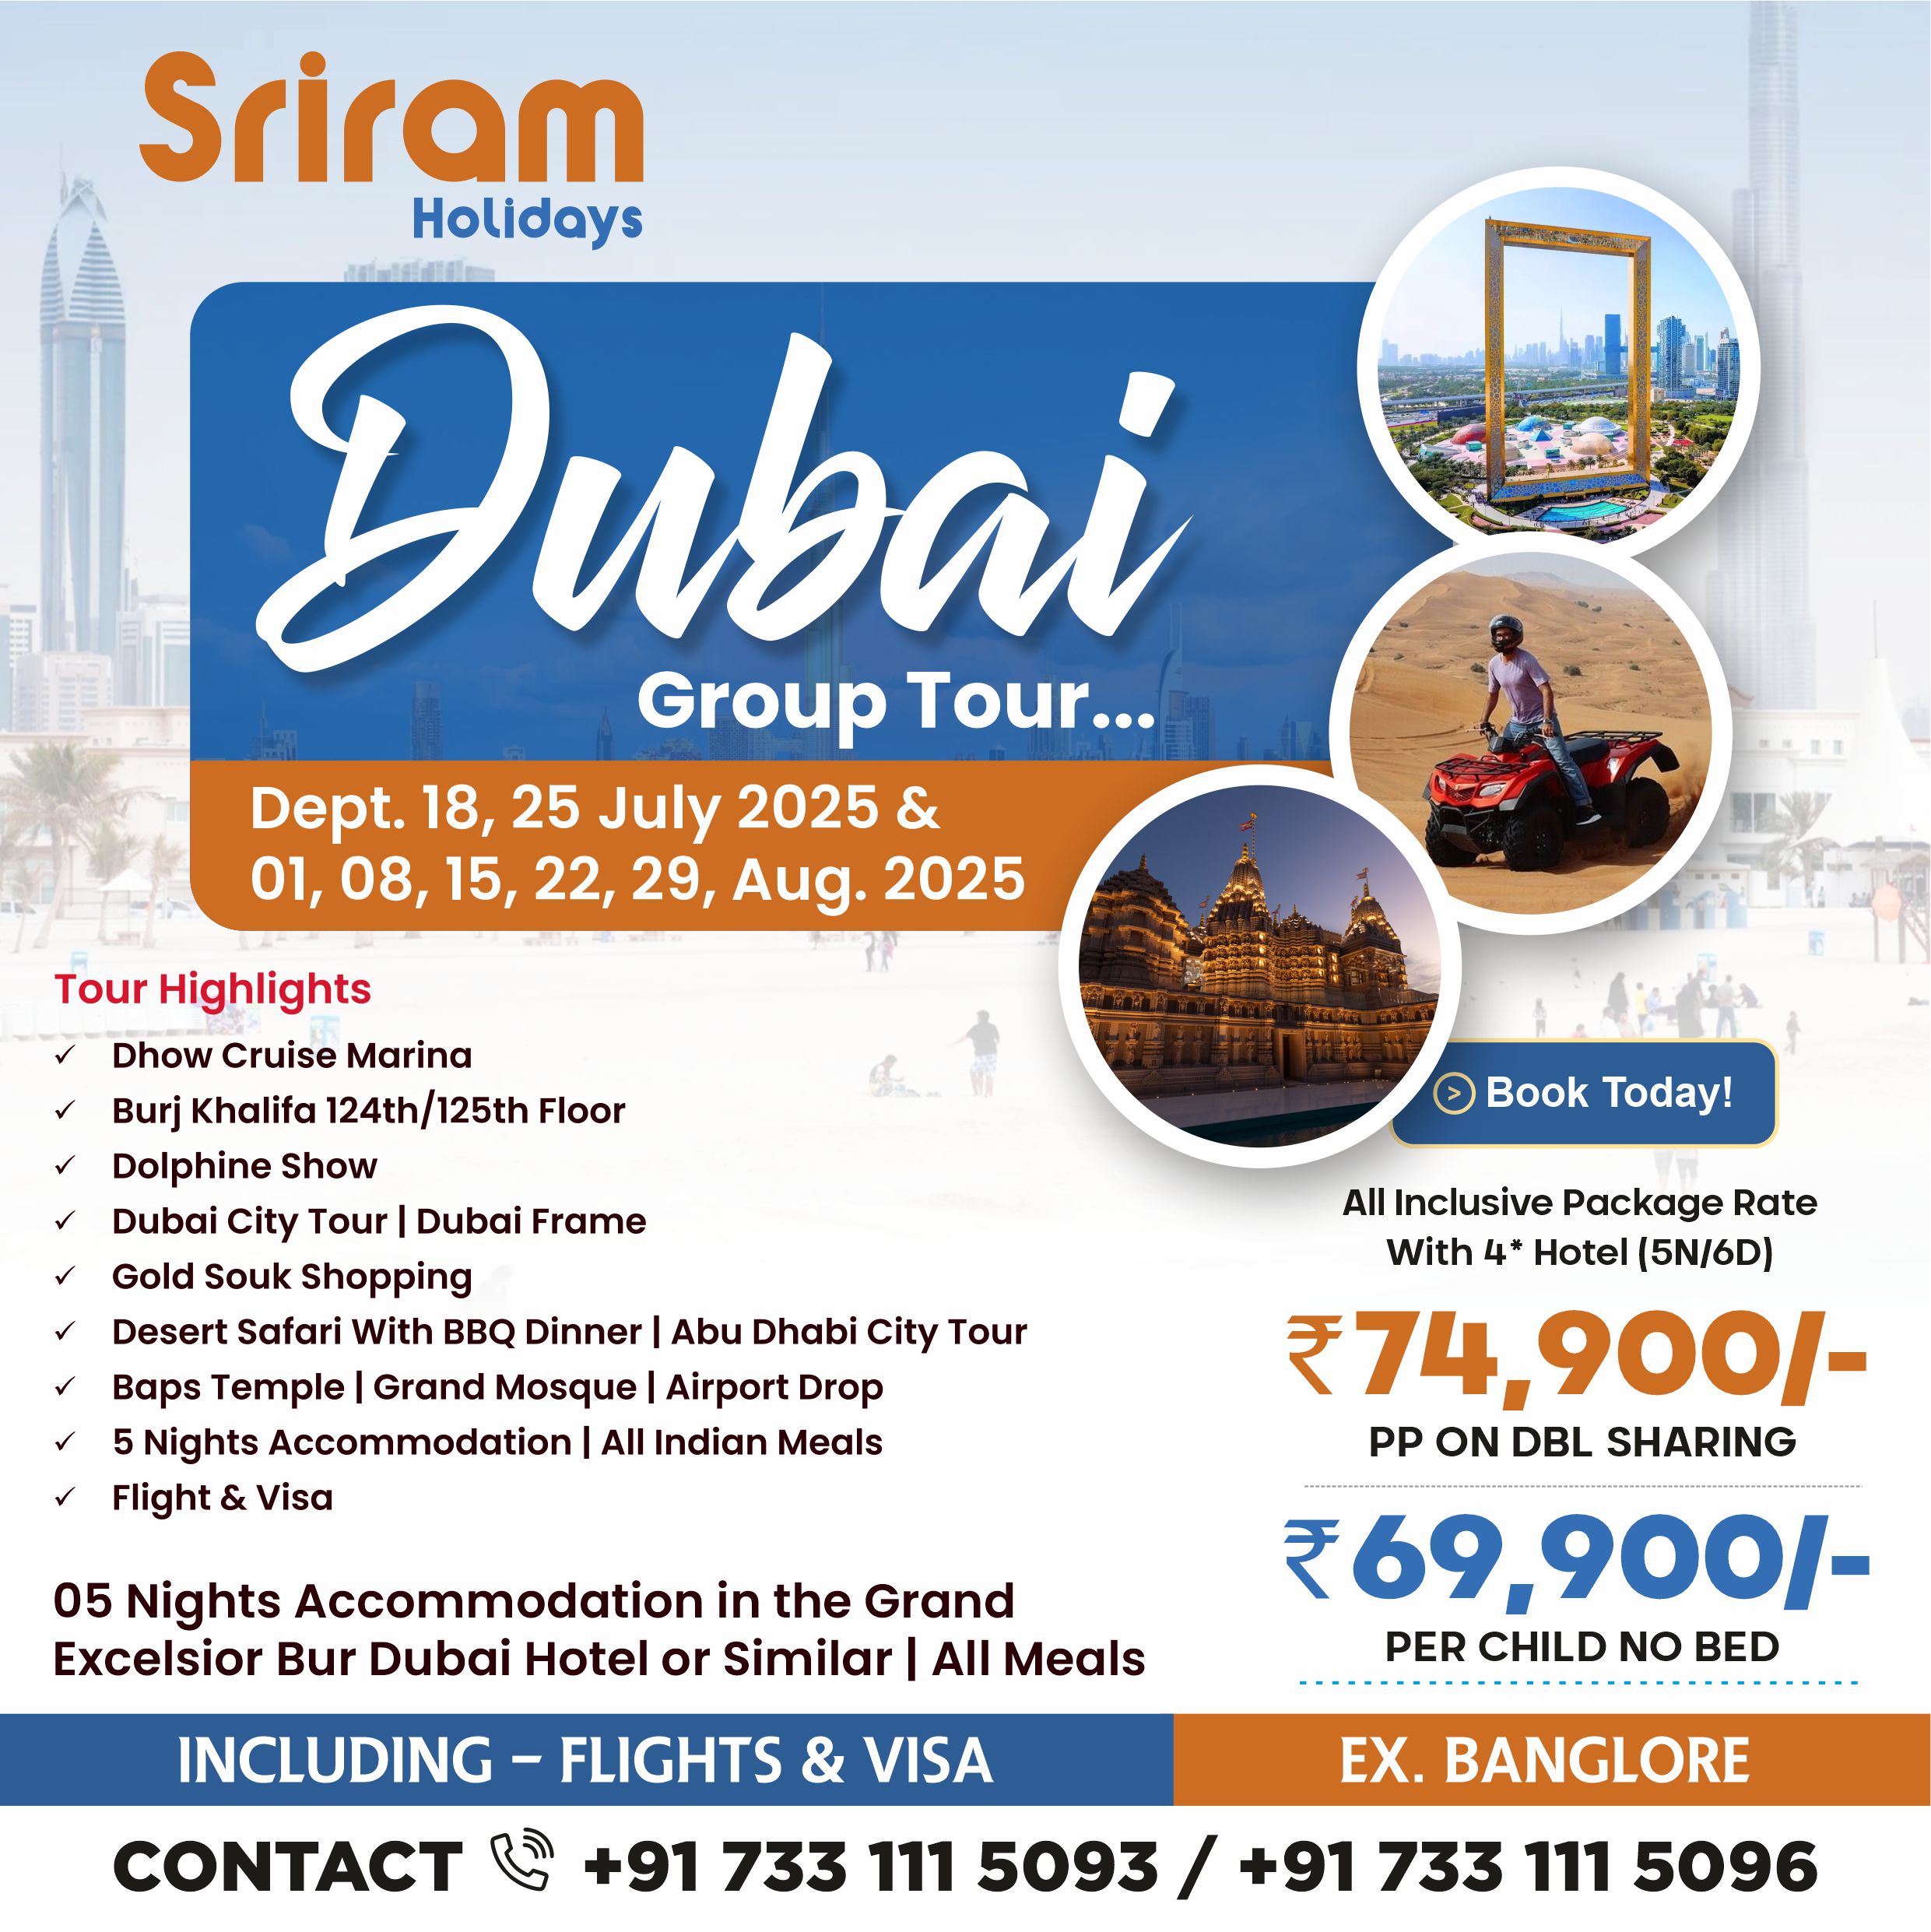 Sriram
Holidays
Dubai
Group Tour...
Dept. 18, 25 July 2025 &
01, 08, 15, 22, 29, Aug. 2025
Tour Highlights
✓ Dhow Cruise Marina
✓ Burj Khalifa 124th/125th Floor
✓ Dolphine Show
✓ Dubai City Tour | Dubai Frame
✓ Gold Souk Shopping
✓ Desert Safari With BBQ Dinner | Abu Dhabi City Tour
✓ Baps Temple | Grand Mosque | Airport Drop
✓ 5 Nights Accommodation | All Indian Meals
✓ Flight & Visa
05 Nights Accommodation in the Grand
Excelsior Bur Dubai Hotel or Similar | All Meals
> Book Today!
All Inclusive Package Rate
With 4* Hotel (5N/6D)
₹74,900/-
PP ON DBL SHARING
₹69,900/-
PER CHILD NO BED
INCLUDING – FLIGHTS & VISA
EX. BANGLORE
CONTACT +91 733 111 5093 / +91 733 111 5096